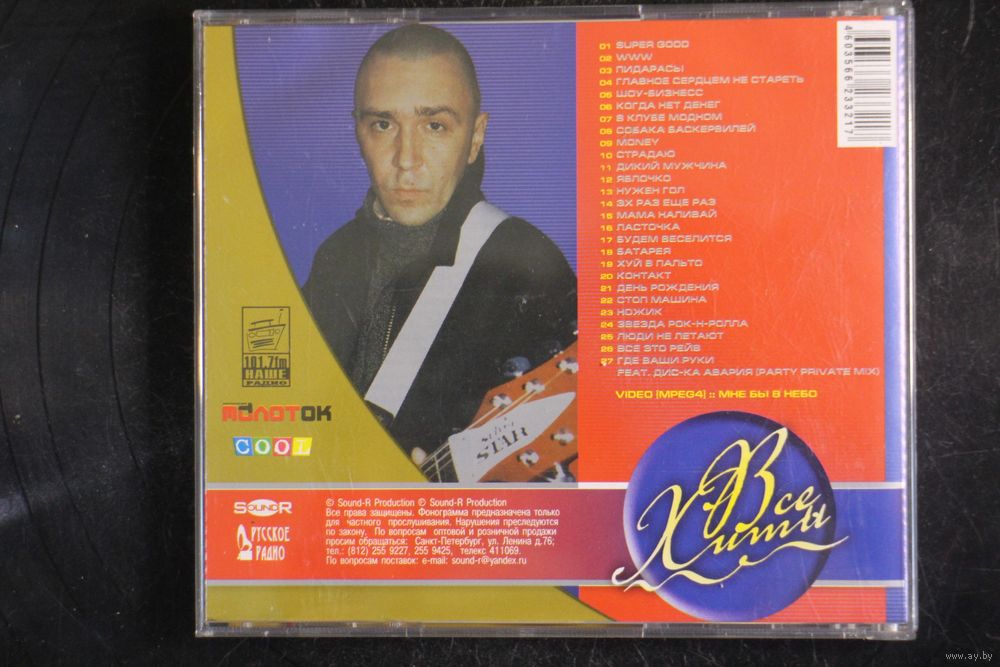 01 SUPER GOOD
02 WWW
03 ПИДАРАСЫ
04 ГЛАВНОЕ СЕРДЦЕМ НЕ СТАРЕТЬ
05 ШОУ-БИЗНЕСС
06 КОГДА НЕТ ДЕНЕГ
07 В КЛУБЕ МОДНОМ
08 СОБАКА БАСКЕРВИЛЕЙ
09 MONEY
10 СТРАДАЮ
11 ДИКИЙ МУЖЧИНА
12 ЯБЛОЧКО
13 НУЖЕН ГОЛ
14 3Х РАЗ ЕЩЕ РАЗ
15 МАМА НАЛИВАЙ
16 ЛАСТОЧКА
17 БУДЕМ ВЕСЕЛИТСЯ
18 БАТАРЕЯ
19 ХУЙ В ПАЛЬТО
20 КОНТАКТ
21 ДЕНЬ РОЖДЕНИЯ
22 СТОП МАШИНА
23 НОЖИК
24 ЗВЕЗДА РОК-Н-РОЛЛА
25 ЛЮДИ НЕ ЛЕТАЮТ
26 ВСЕ ЭТО РЕЙВ
27 ГДЕ ВАШИ РУКИ
FEAT. ДИС-КА АВАРИЯ (PARTY PRIVATE MIX)
VIDEO [MPEG4] :: МНЕ БЫ В НЕБО
4603566233217
101.7fm
НАШЕ
РАДИО
МОЛОТОК
COOL
Silver
STAR
SOUND-R
РУССКОЕ
РАДИО
© Sound-R Production ® Sound-R Production
Все права защищены. Фонограмма предназначена только
для частного прослушивания. Нарушения преследуются
по закону. По вопросам оптовой и розничной продажи
просим обращаться: Санкт-Петербург, ул. Ленина д.76;
тел.: (812) 255 9227, 255 9425, телекс 411069.
По вопросам поставок: e-mail: sound-r@yandex.ru
Все
Хиты
www.ay.by